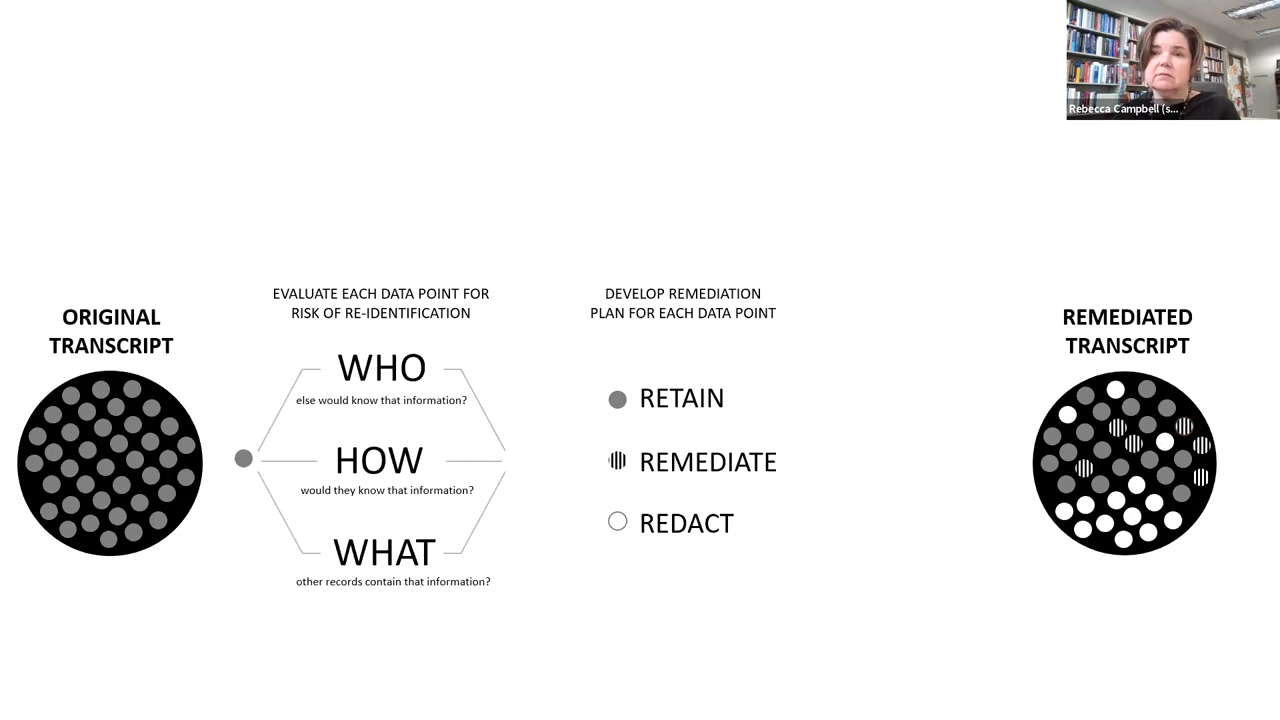 Rebecca Campbell (s...
ORIGINAL
TRANSCRIPT
EVALUATE EACH DATA POINT FOR
RISK OF RE-IDENTIFICATION
WHO
else would know that information?
HOW
would they know that information?
WHAT
other records contain that information?
DEVELOP REMEDIATION
PLAN FOR EACH DATA POINT
RETAIN
REMEDIATE
REDACT
REMEDIATED
TRANSCRIPT